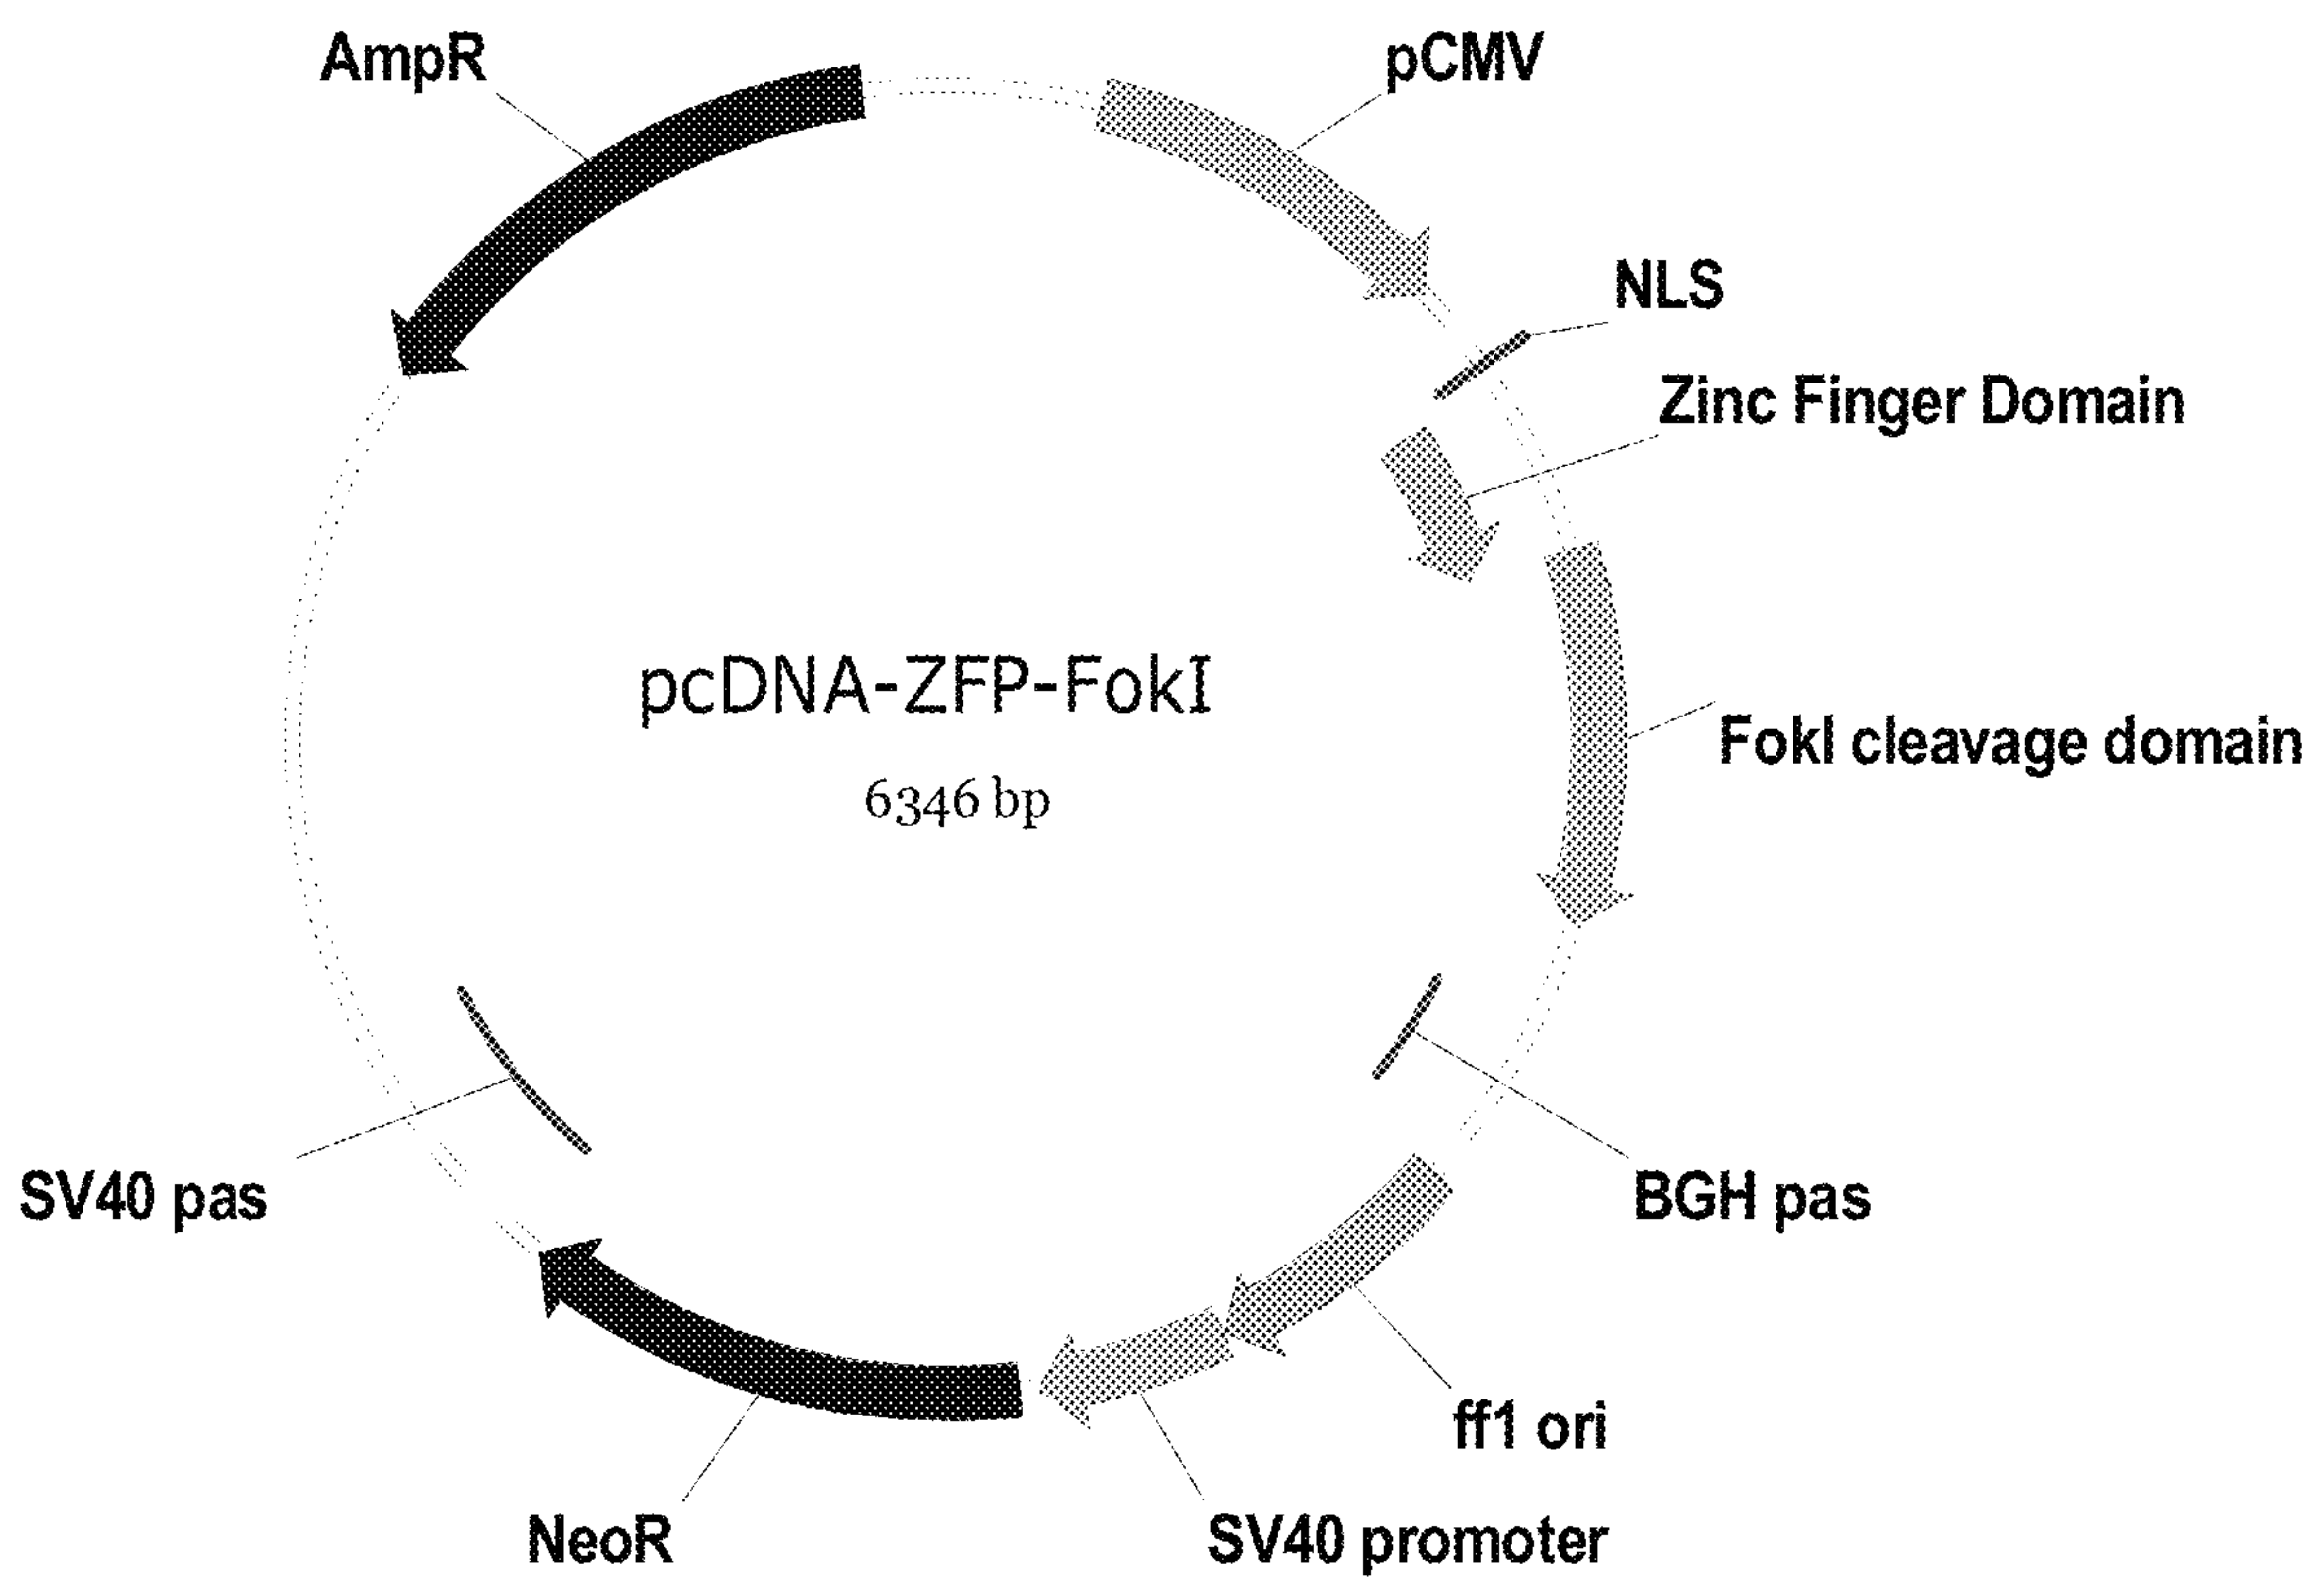 AmpR
pCMV
NLS
Zinc Finger Domain
pcDNA-ZFP-FokI
6346 bp
FokI cleavage domain
SV40 pas
BGH pas
ff1 ori
NeoR
SV40 promoter